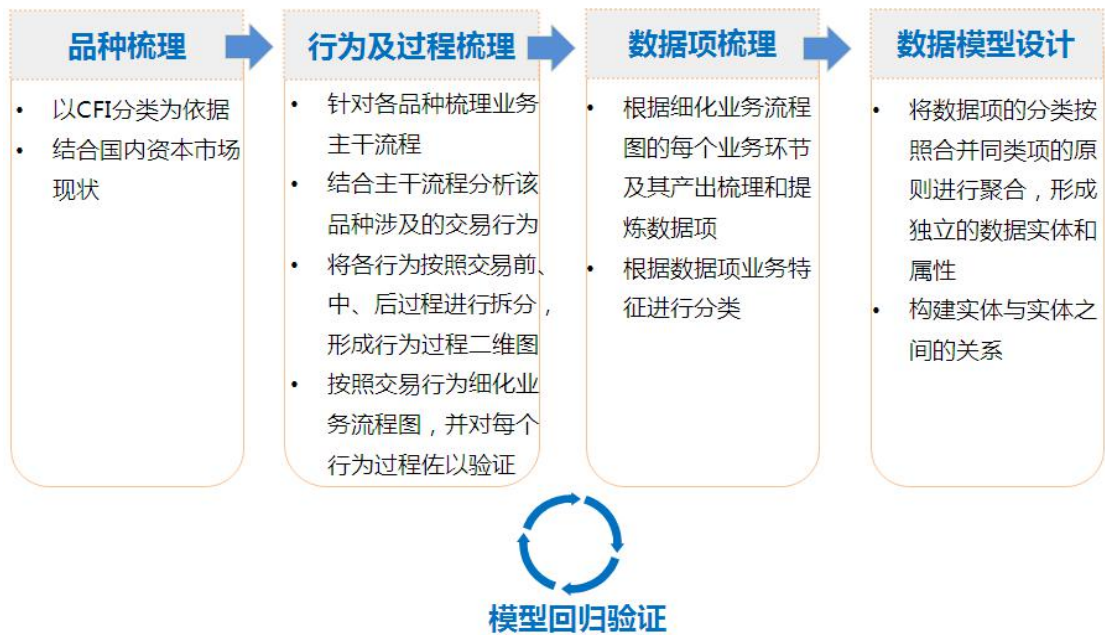 品种梳理
• 以CFI分类为依据
• 结合国内资本市场
现状
行为及过程梳理
• 针对各品种梳理业务
主干流程
• 结合主干流程分析该
品种涉及的交易行为
• 将各行为按照交易前、
中、后过程进行拆分，
形成行为过程二维图
• 按照交易行为细化业
务流程图，并对每个
行为过程佐以验证
数据项梳理
• 根据细化业务流程
图的每个业务环节
及其产出梳理和提
炼数据项
• 根据数据项业务特
征进行分类
数据模型设计
• 将数据项的分类按
照合并同类项的原
则进行聚合，形成
独立的数据实体和
属性
• 构建实体与实体之
间的关系
模型回归验证